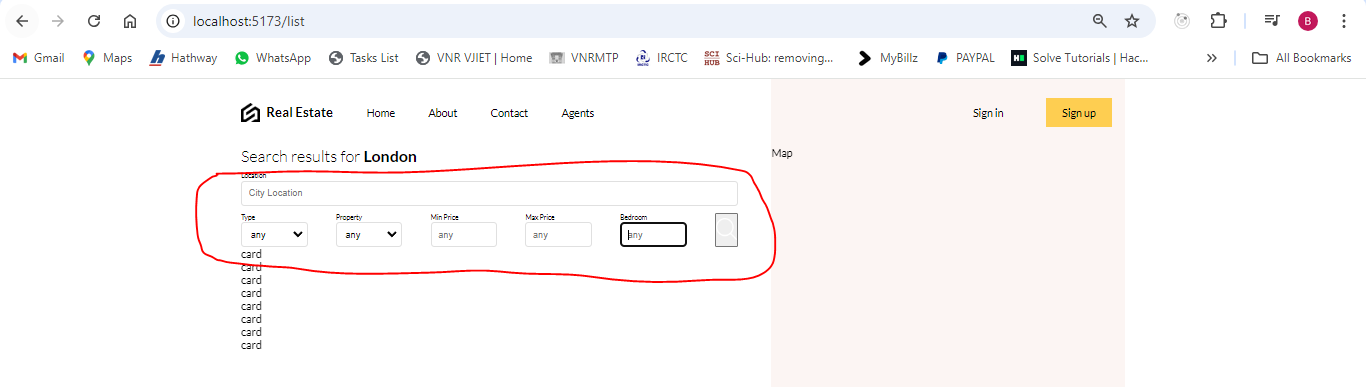 localhost:5173/list
B
Gmail Maps Hathway WhatsApp Tasks List VNR VJIET | Home VNRMTP IRCTC SCI HUB Sci-Hub: removing... MyBillz PAYPAL Solve Tutorials | Hac... » All Bookmarks
Real Estate Home About Contact Agents Sign in Sign up
Search results for London
Map
Location
City Location
Type Property Min Price Max Price Bedroom
any any any any any
card
card
card
card
card
card
card
card